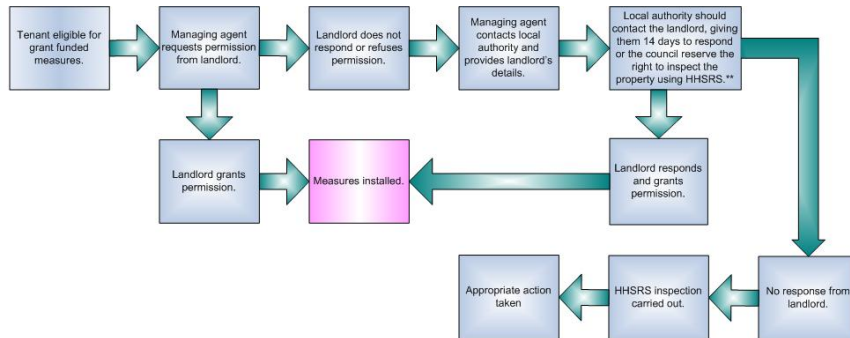 Tenant eligible for
grant funded
measures.
Managing agent
requests permission
from landlord.
Landlord does not
respond or refuses
permission.
Managing agent
contacts local
authority and
provides landlord's
details.
Local authority should
contact the landlord, giving
them 14 days to respond
or the council reserve the
right to inspect the
property using HHSRS.**
Landlord grants
permission.
Measures installed.
Landlord responds
and grants
permission.
Appropriate action
taken
HHSRS inspection
carried out.
No response from
landlord.